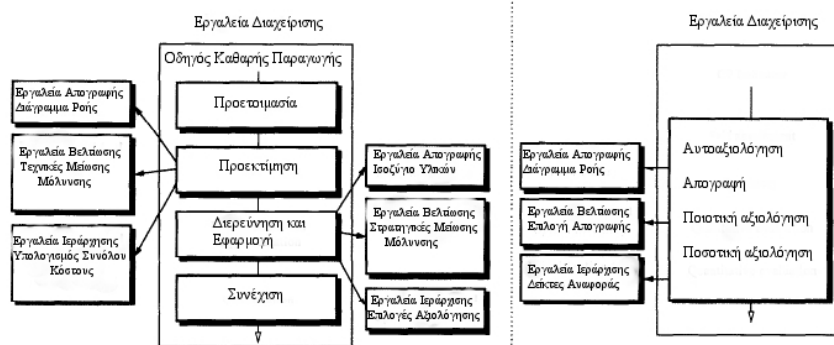 Εργαλεία Διαχείρισης
Οδηγός Καθαρής Παραγωγής
Προετοιμασία
Εργαλεία Απογραφής
Διάγραμμα Ροής
Εργαλεία Βελτίωσης
Τεχνικές Μείωσης
Μόλυνσης
Προεκτίμηση
Εργαλεία Ιεράρχησης
Υπολογισμός Συνόλου
Κόστους
Διερεύνηση και
Εφαρμογή
Συνέχιση
Εργαλεία Απογραφής
Ισοζύγιο Υλικών
Εργαλεία Βελτίωσης
Στρατηγικές Μείωσης
Μόλυνσης
Εργαλεία Ιεράρχισης
Επιλογές Αξιολόγησης
Εργαλεία Διαχείρισης
Εργαλεία Απογραφής
Διάγραμμα Ροής
Εργαλεία Βελτίωσης
Επιλογή Απογραφής
Εργαλεία Ιεράρχισης
Δείκτες Αναφοράς
Αυτοαξιολόγηση
Απογραφή
Ποιοτική αξιολόγηση
Ποσοτική αξιολόγηση